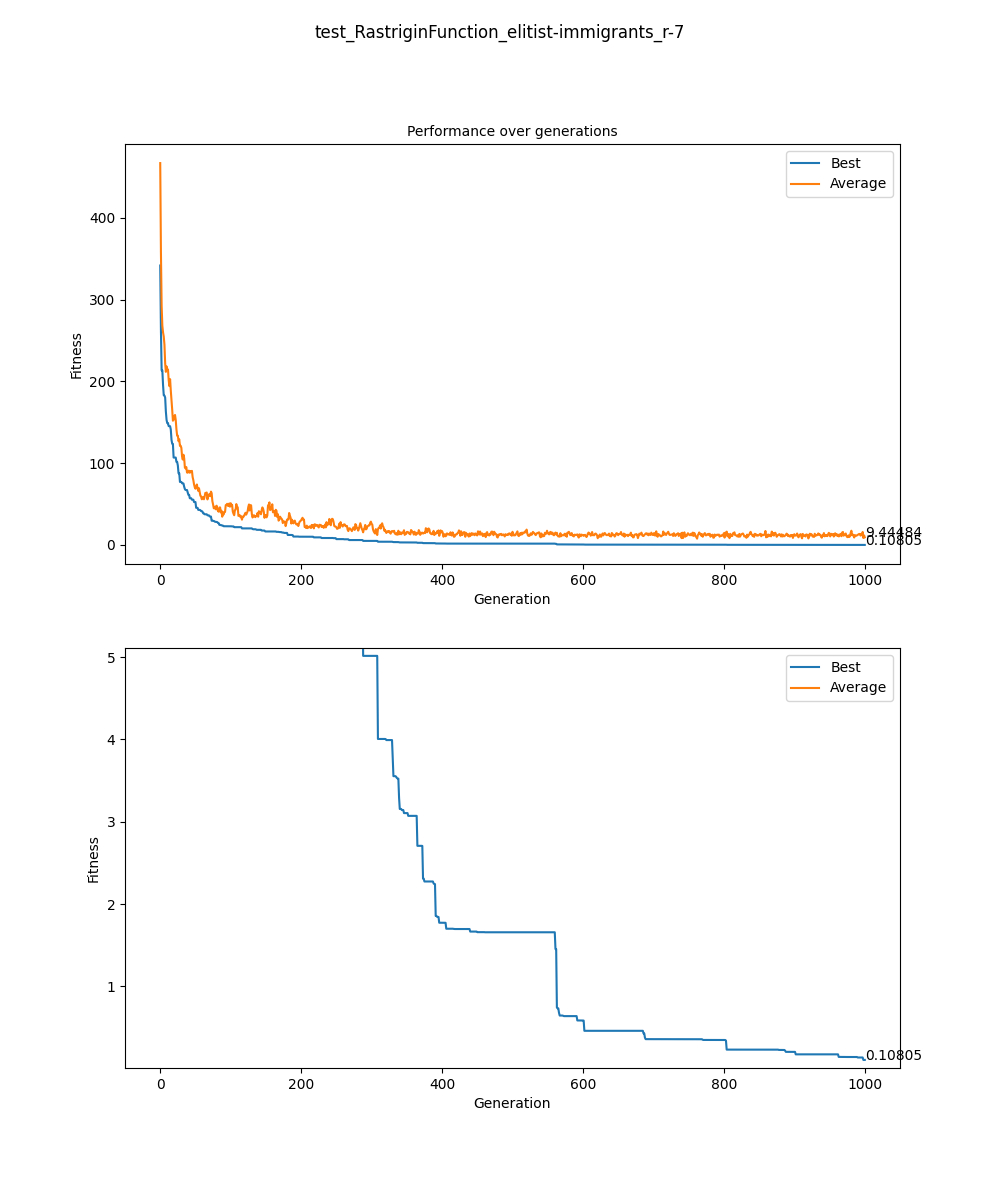 test_RastriginFunction_elitist-immigrants_r-7
Performance over generations
Best
Average
Fitness
400
300
200
100
0
9.44484
0.10805
0 200 400 600 800 1000
Generation
Best
Average
Fitness
5
4
3
2
1
0.10805
0 200 400 600 800 1000
Generation